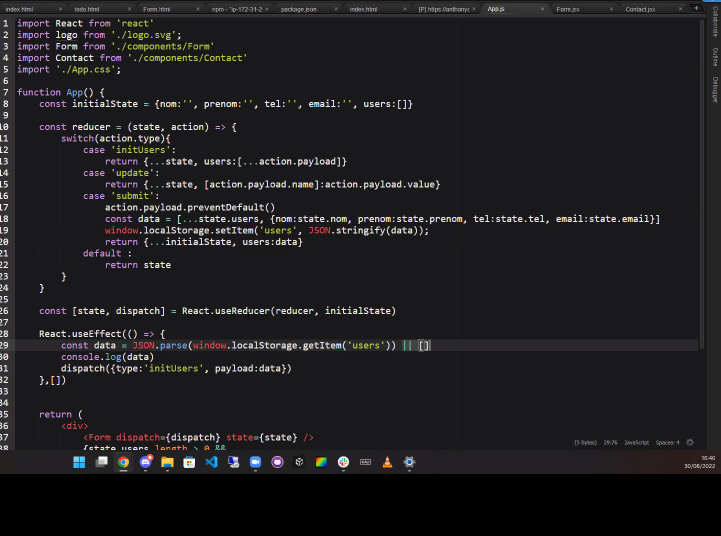 index.html × todo.html × Form.html × npm - "ip-172-31-2 × package.json × index.html × [P] https://anthonyc × App.js × Form.jsx × Contact.jsx × +
Collaborate
Outline
Debugger
1 import React from 'react'
2 import logo from './logo.svg';
3 import Form from './components/Form'
4 import Contact from './components/Contact'
5 import './App.css';
6
7 function App() {
8 const initialState = {nom:'', prenom:'', tel:'', email:'', users:[]}
9
10 const reducer = (state, action) => {
11 switch(action.type){
12 case 'initUsers':
13 return {...state, users:[...action.payload]}
14 case 'update':
15 return {...state, [action.payload.name]:action.payload.value}
16 case 'submit':
17 action.payload.preventDefault()
18 const data = [...state.users, {nom:state.nom, prenom:state.prenom, tel:state.tel, email:state.email}]
19 window.localStorage.setItem('users', JSON.stringify(data));
20 return {...initialState, users:data}
21 default :
22 return state
23 }
24 }
25
26 const [state, dispatch] = React.useReducer(reducer, initialState)
27
28 React.useEffect(() => {
29 const data = JSON.parse(window.localStorage.getItem('users')) || []
30 console.log(data)
31 dispatch({type:'initUsers', payload:data})
32 },[])
33
34
35 return (
36 <div>
37 <Form dispatch={dispatch} state={state} />
38 {state.users.length > 0 &&
(5 Bytes) 29:76 JavaScript Spaces: 4
16:40
30/08/2022